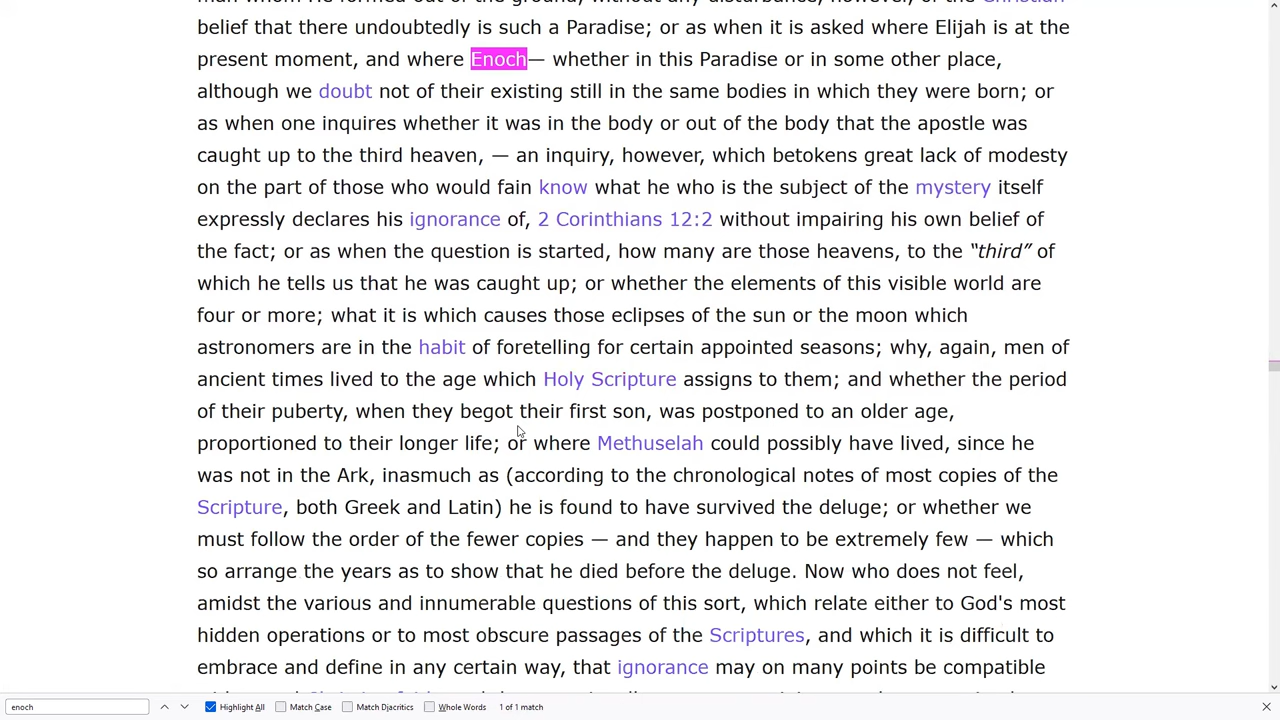 man whom He formed out of the ground, without any disturbance, however, of the Christian
belief that there undoubtedly is such a Paradise; or as when it is asked where Elijah is at the
present moment, and where Enoch— whether in this Paradise or in some other place,
although we doubt not of their existing still in the same bodies in which they were born; or
as when one inquires whether it was in the body or out of the body that the apostle was
caught up to the third heaven, — an inquiry, however, which betokens great lack of modesty
on the part of those who would fain know what he who is the subject of the mystery itself
expressly declares his ignorance of, 2 Corinthians 12:2 without impairing his own belief of
the fact; or as when the question is started, how many are those heavens, to the “third” of
which he tells us that he was caught up; or whether the elements of this visible world are
four or more; what it is which causes those eclipses of the sun or the moon which
astronomers are in the habit of foretelling for certain appointed seasons; why, again, men of
ancient times lived to the age which Holy Scripture assigns to them; and whether the period
of their puberty, when they begot their first son, was postponed to an older age,
proportioned to their longer life; or where Methuselah could possibly have lived, since he
was not in the Ark, inasmuch as (according to the chronological notes of most copies of the
Scripture, both Greek and Latin) he is found to have survived the deluge; or whether we
must follow the order of the fewer copies — and they happen to be extremely few — which
so arrange the years as to show that he died before the deluge. Now who does not feel,
amidst the various and innumerable questions of this sort, which relate either to God's most
hidden operations or to most obscure passages of the Scriptures, and which it is difficult to
embrace and define in any certain way, that ignorance may on many points be compatible
enoch Highlight All Match Case Match Diacritics Whole Words 1 of 1 match